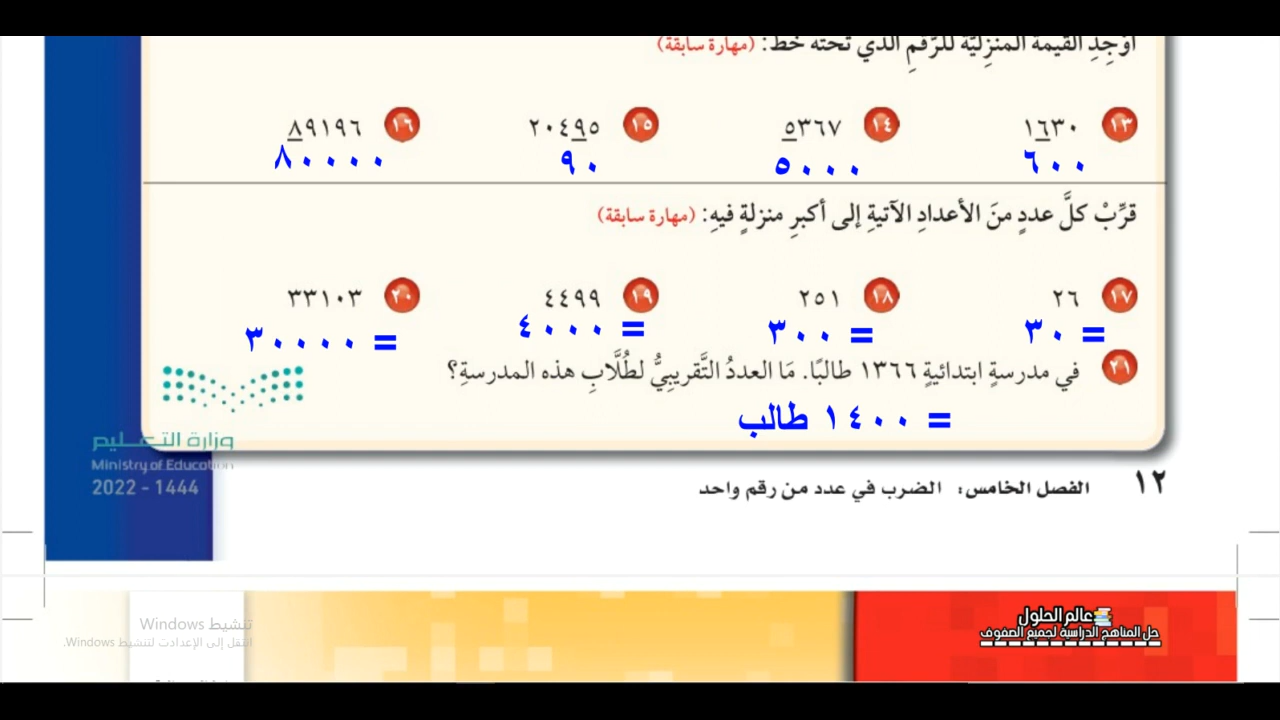 أوجِدِ القيمةَ المنزليّةَ للرَّقمِ الذي تحتَه خطٌّ: (مهارة سابقة)
١٣ ١٦٣٠ ١٤ ٥٣٦٧ ١٥ ٢٠٤٩٥ ١٦ ٨٩١٩٦
٦٠٠ ٥٠٠٠ ٩٠ ٨٠٠٠٠
قرِّبْ كلَّ عددٍ منَ الأعدادِ الآتيةِ إلى أكبرِ منزلةٍ فيهِ: (مهارة سابقة)
١٧ ٢٦ ١٨ ٢٥١ ١٩ ٤٤٩٩ ٢٠ ٣٣١٠٣
= ٣٠ = ٣٠٠ = ٤٠٠٠ = ٣٠٠٠٠
٢١ في مدرسةٍ ابتدائيةٍ ١٣٦٦ طالبًا. مَا العددُ التَّقريبِيُّ لطُلَّابِ هذه المدرسةِ؟
= ١٤٠٠ طالب
وزارة التعليم
Ministry of Education
2022 - 1444
١٢ الفصل الخامس: الضرب في عدد من رقم واحد
تنشيط Windows
انتقل إلى الإعدادات لتنشيط Windows.
عالم الحلول
حل المناهج الدراسية لجميع الصفوف